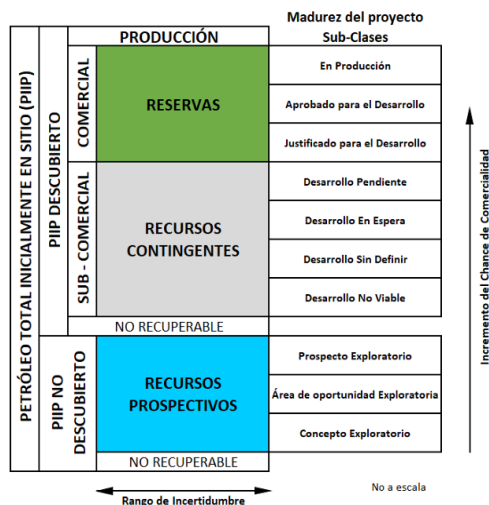 Madurez del proyecto
Sub-Clases
PRODUCCIÓN
PETRÓLEO TOTAL INICIALMENTE EN SITIO (PIIP)
PIIP DESCUBIERTO
COMERCIAL
RESERVAS
En Producción
Aprobado para el Desarrollo
Justificado para el Desarrollo
SUB - COMERCIAL
RECURSOS
CONTINGENTES
Desarrollo Pendiente
Desarrollo En Espera
Desarrollo Sin Definir
Desarrollo No Viable
NO RECUPERABLE
PIIP NO
DESCUBIERTO
RECURSOS
PROSPECTIVOS
Prospecto Exploratorio
Área de oportunidad Exploratoria
Concepto Exploratorio
NO RECUPERABLE
Incremento del Chance de Comercialidad
Rango de Incertidumbre
No a escala